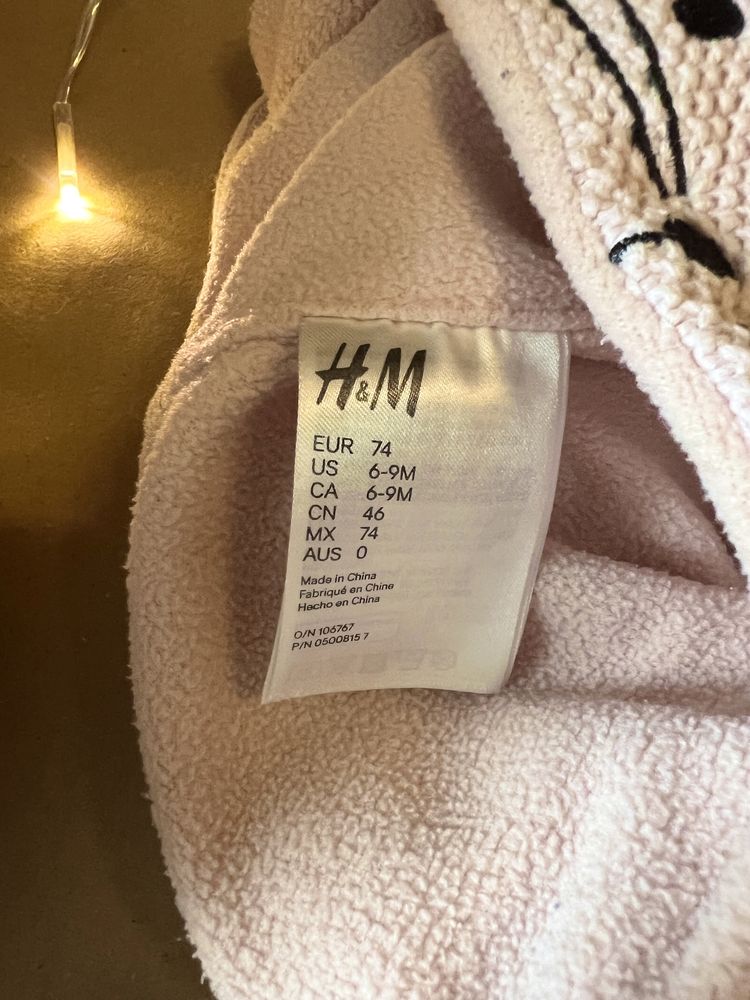 H&M
EUR 74
US 6-9M
CA 6-9M
CN 46
MX 74
AUS 0
Made in China
Fabriqué en Chine
Hecho en China
O/N 106767
P/N 0500815 7